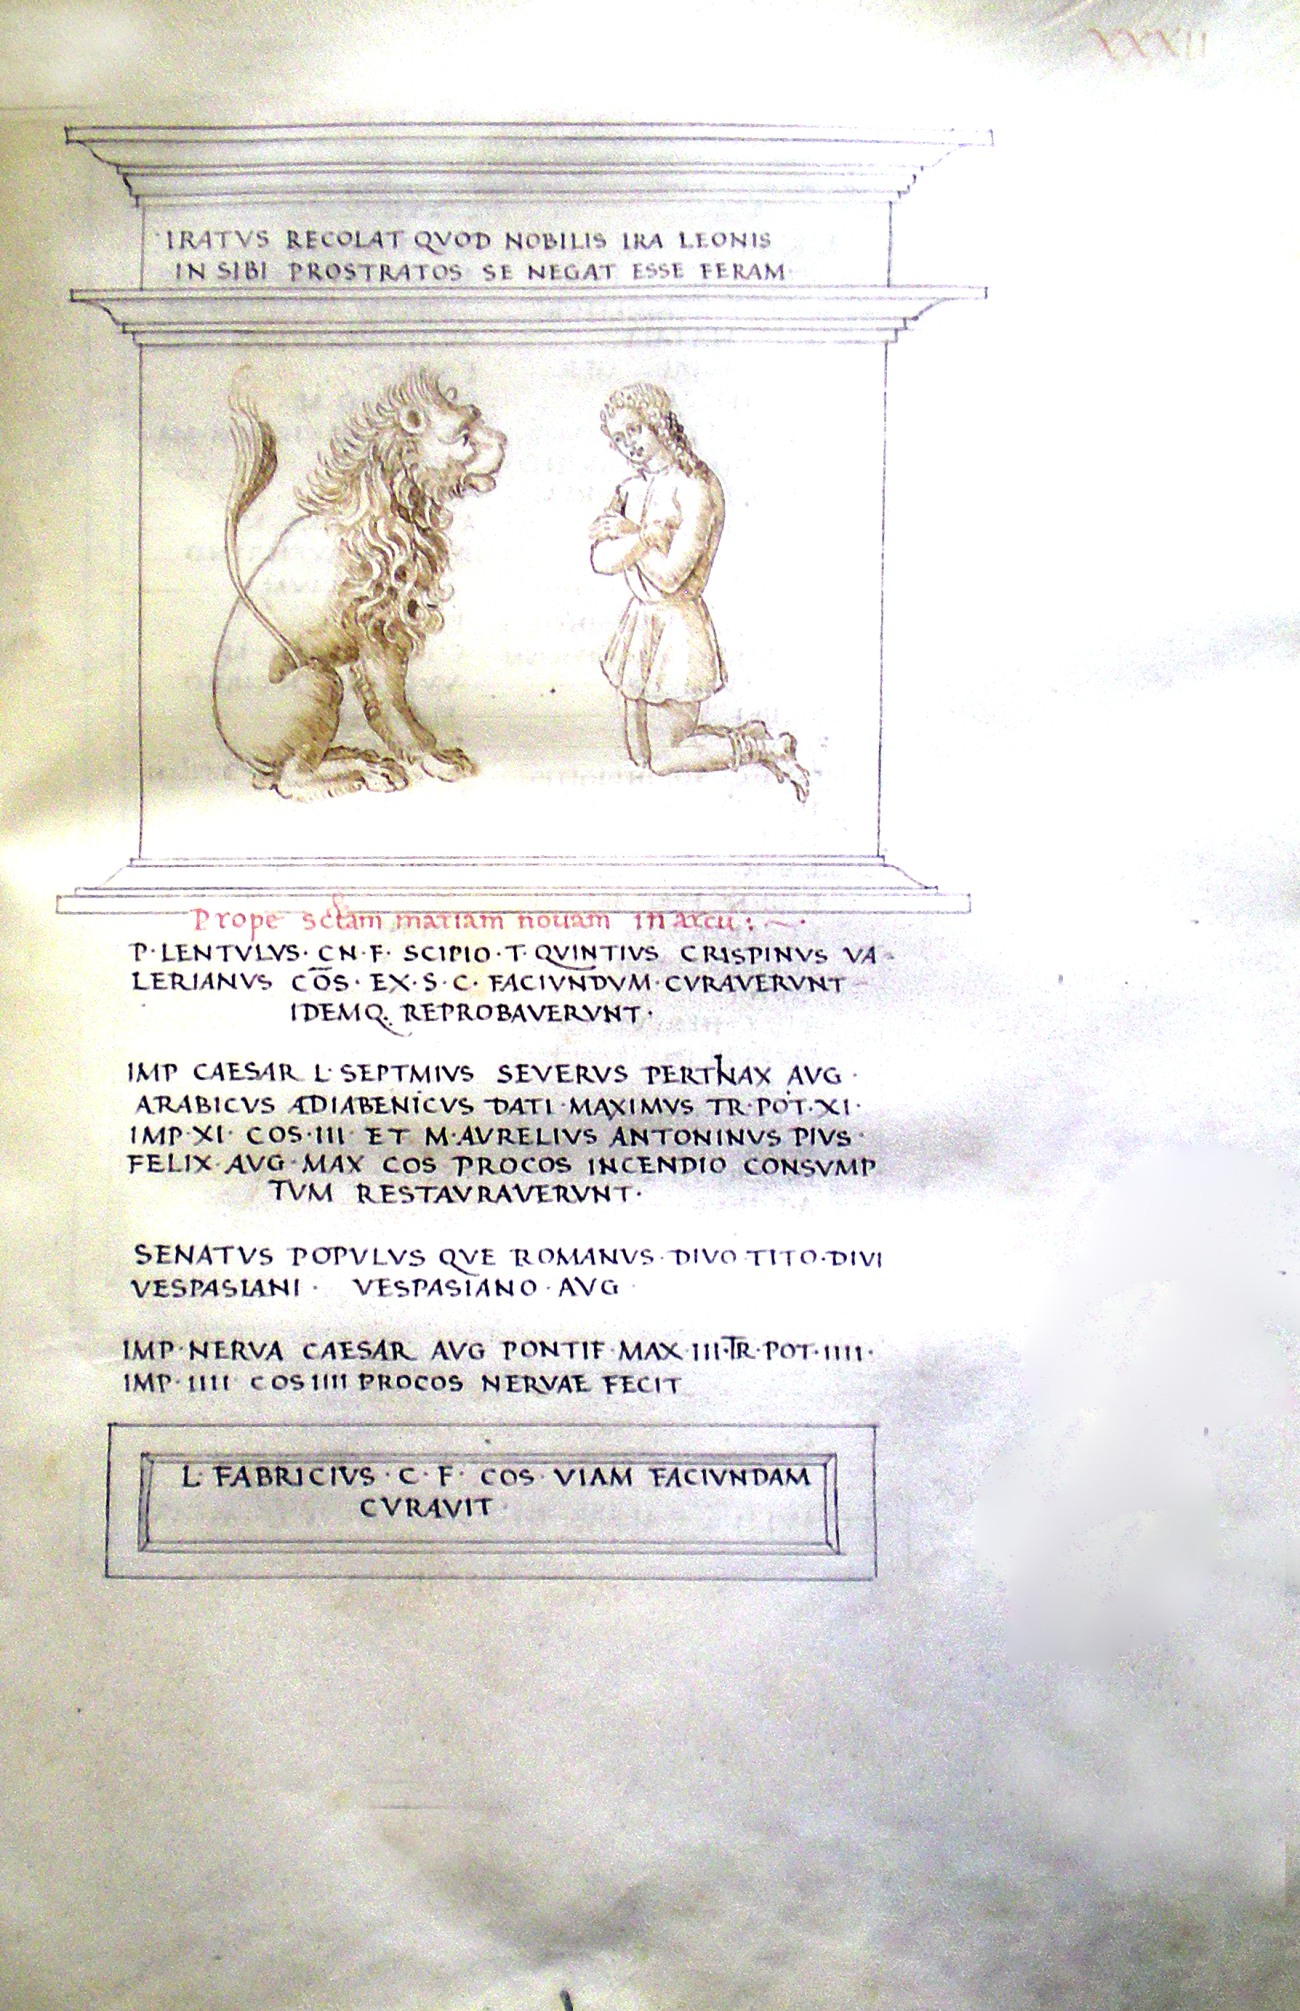 XXXII
IRATVS RECOLAT QVOD NOBILIS IRA LEONIS
IN SIBI PROSTRATOS SE NEGAT ESSE FERAM
Prope sctam mariam nouam in arcu:
P·LENTVLVS·CN·F·SCIPIO·T·QVINTIVS CRISPINVS VA-
LERIANVS CO̅S·EX·S·C·FACIVNDVM·CVRAVERVNT
IDEMQ. REPROBAVERVNT·
IMP CAESAR L·SEPTMIVS SEVERVS PERTNAX AVG·
ARABICVS ADIABENICVS PATI·MAXIMVS TR·POT·XI·
IMP·XI·COS·III·ET M·AVRELIVS ANTONINVS PIVS·
FELIX·AVG·MAX COS PROCOS INCENDIO CONSVMP
TVM RESTAVRAVERVNT·
SENATVS POPVLVS QVE ROMANVS·DIVO·TITO·DIVI
VESPASIANI· VESPASIANO·AVG·
IMP·NERVA CAESAR AVG PONTIF·MAX·III·TR·POT·IIII·
IMP·IIII COS IIII PROCOS NERVAE FECIT
L·FABRICIVS·C·F·COS·VIAM FACIVNDAM
CVRAVIT·